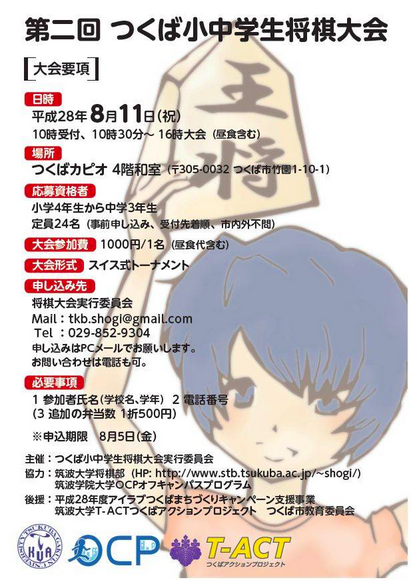 第二回 つくば小中学生将棋大会
[大会要項]
王将
日時
平成28年8月11日(祝)
10時受付、10時30分～16時大会(昼食含む)
場所
つくばカピオ 4階和室(〒305-0032 つくば市竹園1-10-1)
応募資格者
小学4年生から中学3年生
定員24名(事前申し込み、受付先着順、市内外不問)
大会参加費 1000円/1名(昼食代含む)
大会形式 スイス式トーナメント
申し込み先
将棋大会実行委員会
Mail：tkb.shogi@gmail.com
Tel ：029-852-9304
申し込みはPCメールでお願いします。
お問い合わせは電話も可。
必要事項
1 参加者氏名(学校名、学年) 2 電話番号
(3 追加の弁当数 1折500円)
※申込期限 8月5日(金)
主催：つくば小中学生将棋大会実行委員会
協力：筑波大学将棋部(HP: http://www.stb.tsukuba.ac.jp/~shogi/)
筑波学院大学OCPオフキャンパスプログラム
後援：平成28年度アイラブつくばまちづくりキャンペーン支援事業
筑波大学T-ACTつくばアクションプロジェクト つくば市教育委員会
OCP
T-ACT
つくばアクションプロジェクト